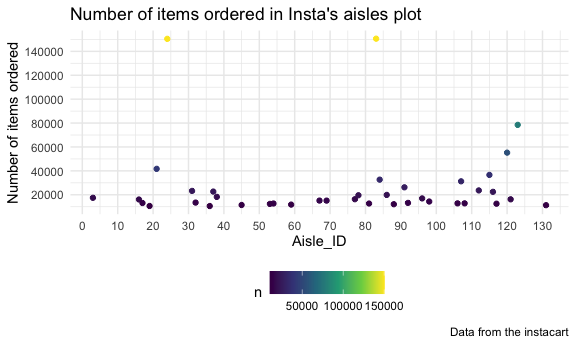 Number of items ordered in Insta's aisles plot
Number of items ordered
140000
120000
100000
80000
60000
40000
20000
0 10 20 30 40 50 60 70 80 90 100 110 120 130
Aisle_ID
n
50000 100000 150000
Data from the instacart